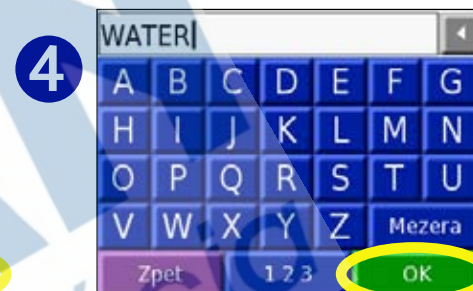 4
WATER
A B C D E F G
H I J K L M N
O P Q R S T U
V W X Y Z Mezera
Zpet 1 2 3 OK